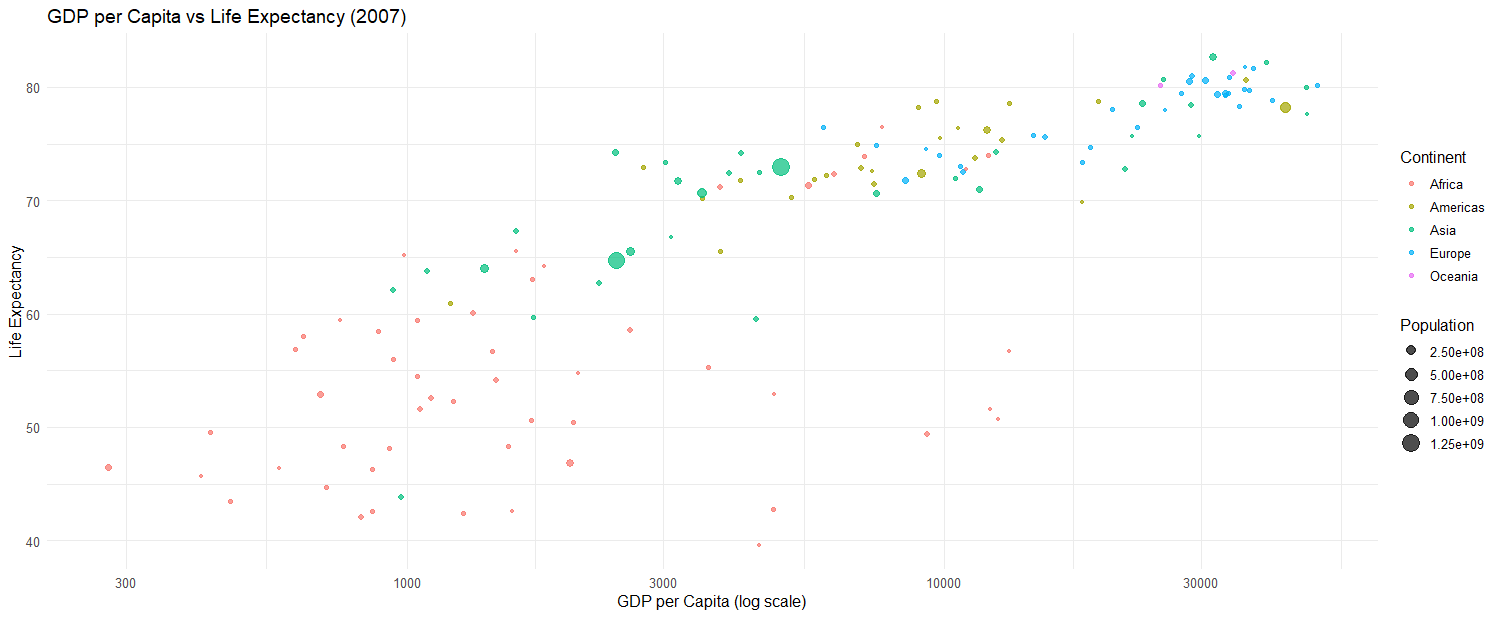 GDP per Capita vs Life Expectancy (2007)
Life Expectancy
80
70
60
50
40
300
1000
3000
10000
30000
GDP per Capita (log scale)
Continent
Africa
Americas
Asia
Europe
Oceania
Population
2.50e+08
5.00e+08
7.50e+08
1.00e+09
1.25e+09